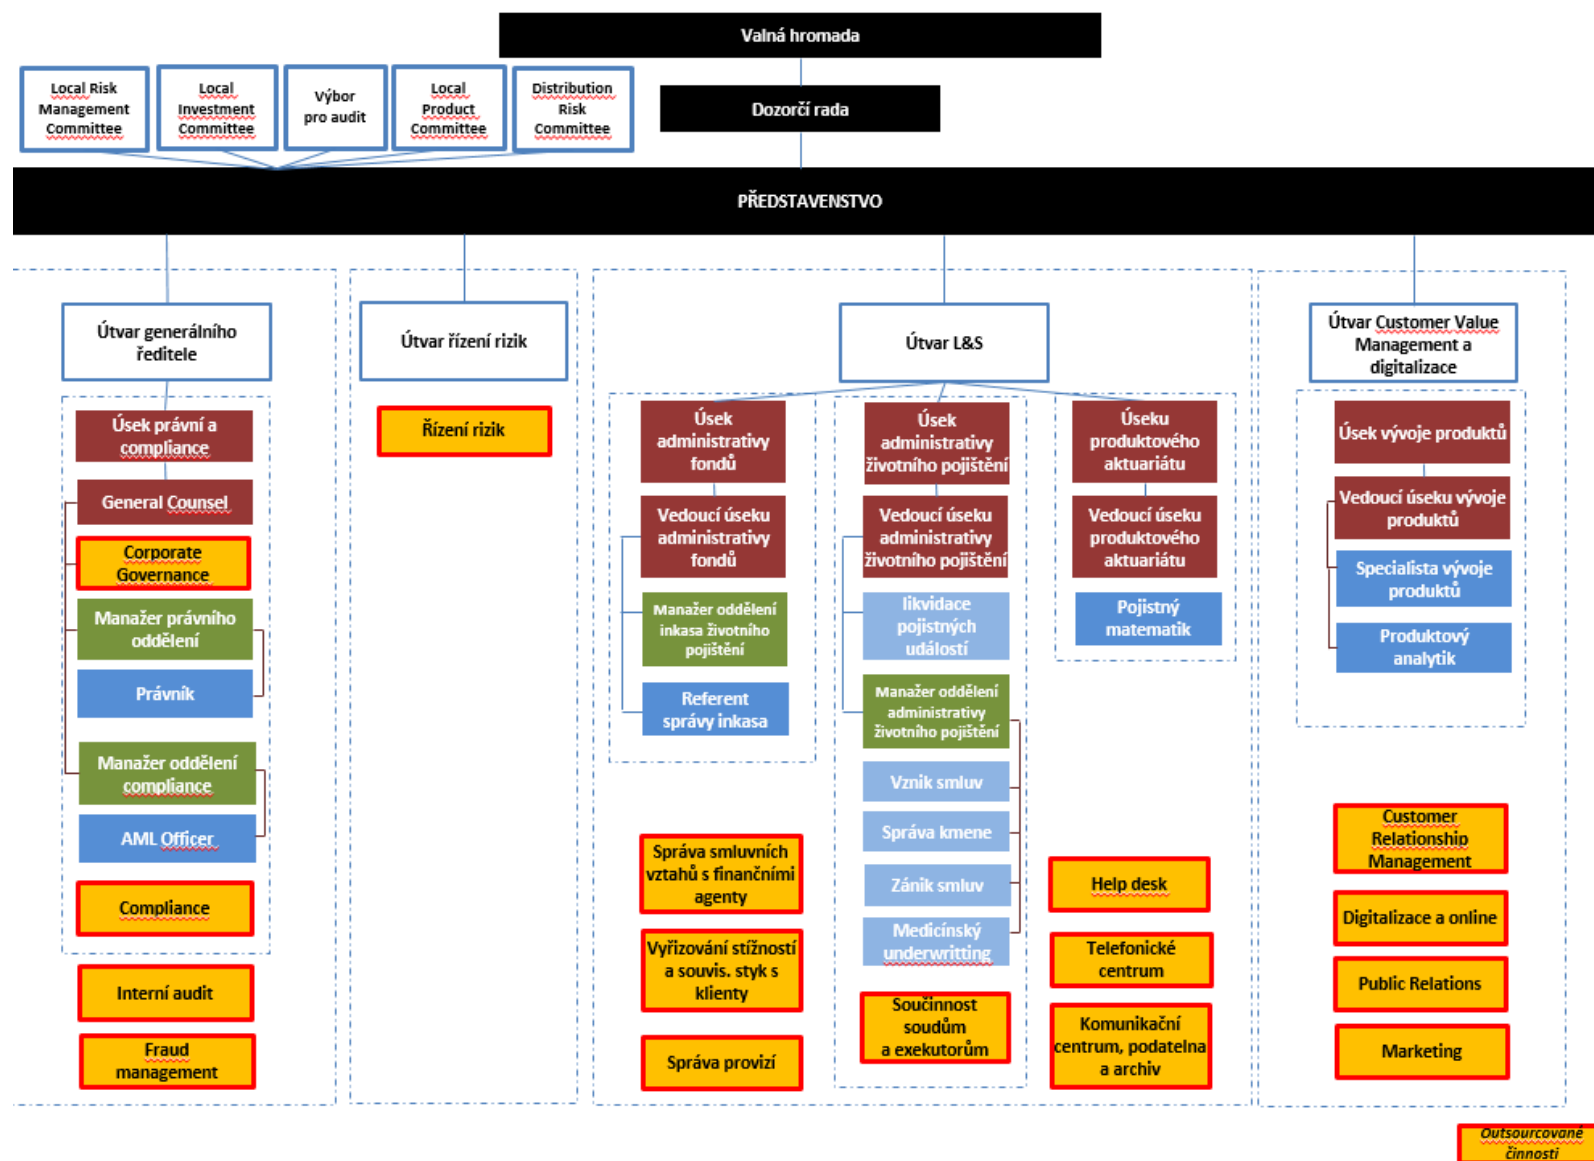 Valná hromada
Local Risk
Management
Committee
Local
Investment
Committee
Výbor
pro audit
Local
Product
Committee
Distribution
Risk
Committee
Dozorčí rada
PŘEDSTAVENSTVO
Útvar generálního
ředitele
Úsek právní a
compliance
General Counsel
Corporate
Governance
Manažer právního
oddělení
Právník
Manažer oddělení
compliance
AML Officer
Compliance
Interní audit
Fraud
management
Útvar řízení rizik
Řízení rizik
Útvar L&S
Úsek
administrativy
fondů
Vedoucí úseku
administrativy
fondů
Manažer oddělení
inkasa životního
pojištění
Referent
správy inkasa
Správa smluvních
vztahů s finančními
agenty
Vyřizování stížností
a souvis. styk s
klienty
Správa provizí
Úsek
administrativy
životního pojištění
Vedoucí úseku
administrativy
životního pojištění
likvidace
pojistných
událostí
Manažer oddělení
administrativy
životního pojištění
Vznik smluv
Správa kmene
Zánik smluv
Medicínský
underwritting
Součinnost
soudům
a exekutorům
Úseku
produktového
aktuariátu
Vedoucí úseku
produktového
aktuariátu
Pojistný
matematik
Help desk
Telefonické
centrum
Komunikační
centrum, podatelna
a archiv
Útvar Customer Value
Management a
digitalizace
Úsek vývoje produktů
Vedoucí úseku vývoje
produktů
Specialista vývoje
produktů
Produktový
analytik
Customer
Relationship
Management
Digitalizace a online
Public Relations
Marketing
Outsourcované
činnosti